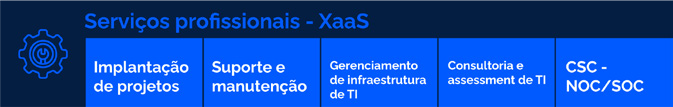 Serviços profissionais - XaaS
Implantação
de projetos
Suporte e
manutenção
Gerenciamento
de infraestrutura
de TI
Consultoria e
assessment de TI
CSC -
NOC/SOC